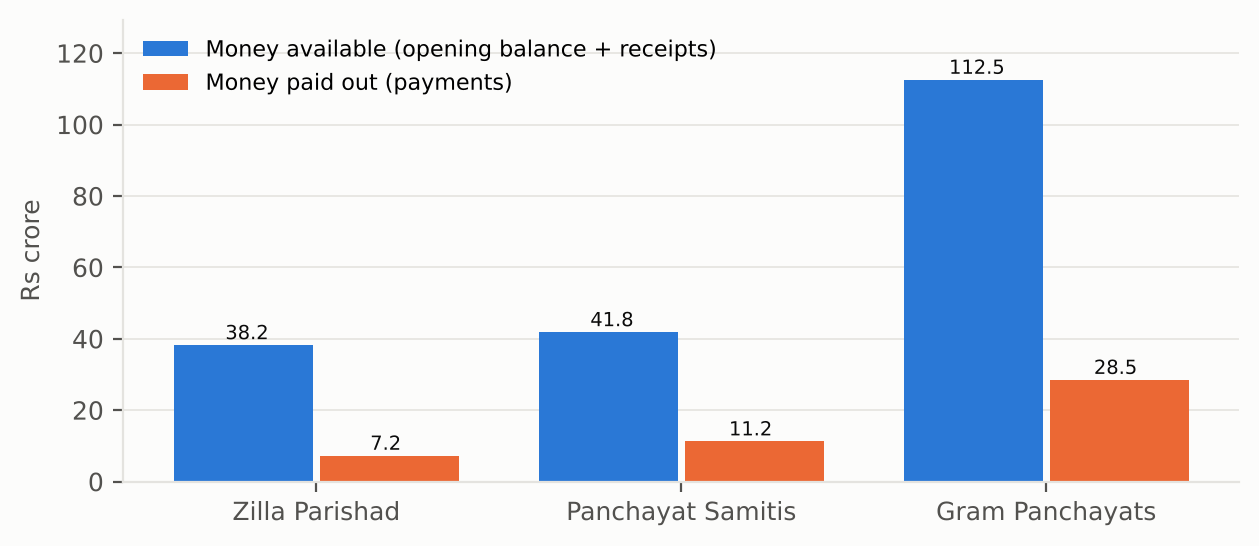 Money available (opening balance + receipts)
Money paid out (payments)
Rs crore
120
100
80
60
40
20
0
38.2
7.2
41.8
11.2
112.5
28.5
Zilla Parishad
Panchayat Samitis
Gram Panchayats